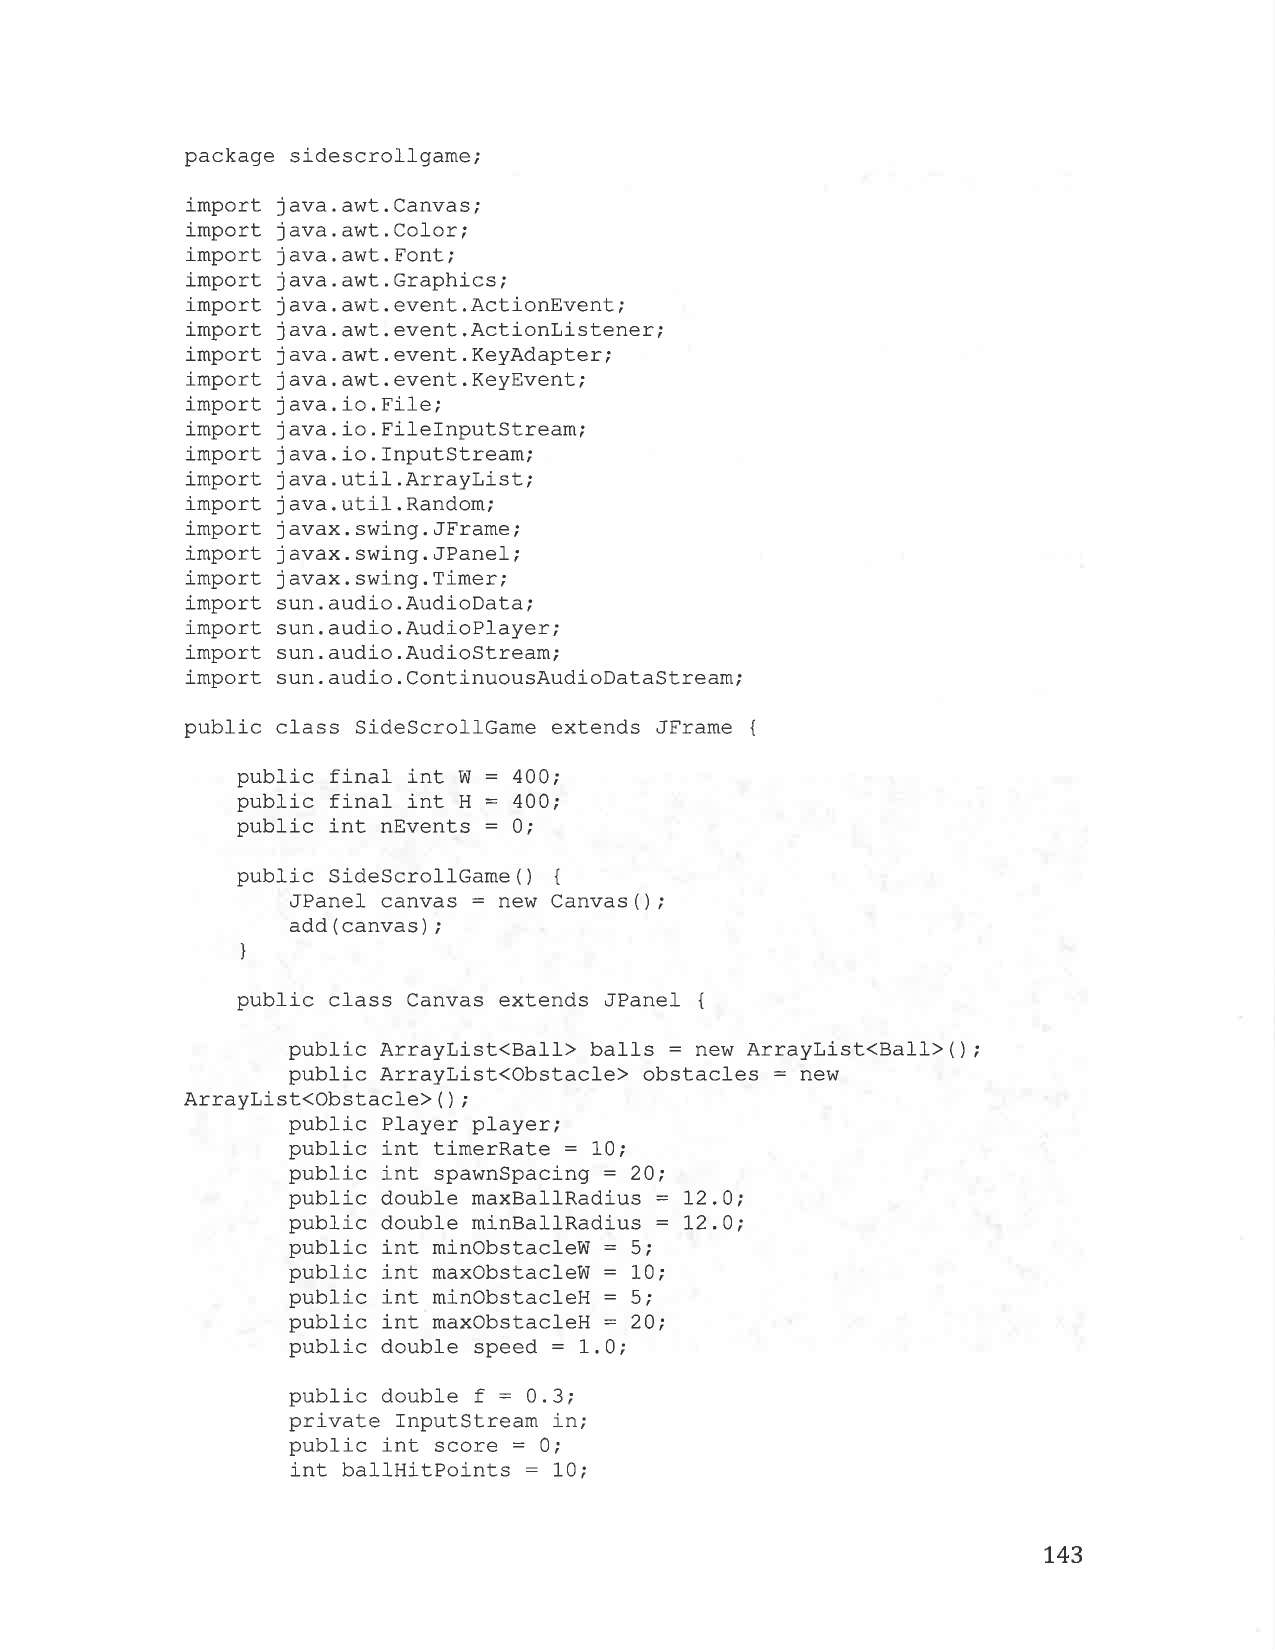 package sidescrollgame;

import java.awt.Canvas;
import java.awt.Color;
import java.awt.Font;
import java.awt.Graphics;
import java.awt.event.ActionEvent;
import java.awt.event.ActionListener;
import java.awt.event.KeyAdapter;
import java.awt.event.KeyEvent;
import java.io.File;
import java.io.FileInputStream;
import java.io.InputStream;
import java.util.ArrayList;
import java.util.Random;
import javax.swing.JFrame;
import javax.swing.JPanel;
import javax.swing.Timer;
import sun.audio.AudioData;
import sun.audio.AudioPlayer;
import sun.audio.AudioStream;
import sun.audio.ContinuousAudioDataStream;

public class SideScrollGame extends JFrame {

    public final int W = 400;
    public final int H = 400;
    public int nEvents = 0;

    public SideScrollGame() {
        JPanel canvas = new Canvas();
        add(canvas);
    }

    public class Canvas extends JPanel {

        public ArrayList<Ball> balls = new ArrayList<Ball>();
        public ArrayList<Obstacle> obstacles = new
ArrayList<Obstacle>();
        public Player player;
        public int timerRate = 10;
        public int spawnSpacing = 20;
        public double maxBallRadius = 12.0;
        public double minBallRadius = 12.0;
        public int minObstacleW = 5;
        public int maxObstacleW = 10;
        public int minObstacleH = 5;
        public int maxObstacleH = 20;
        public double speed = 1.0;

        public double f = 0.3;
        private InputStream in;
        public int score = 0;
        int ballHitPoints = 10;

143